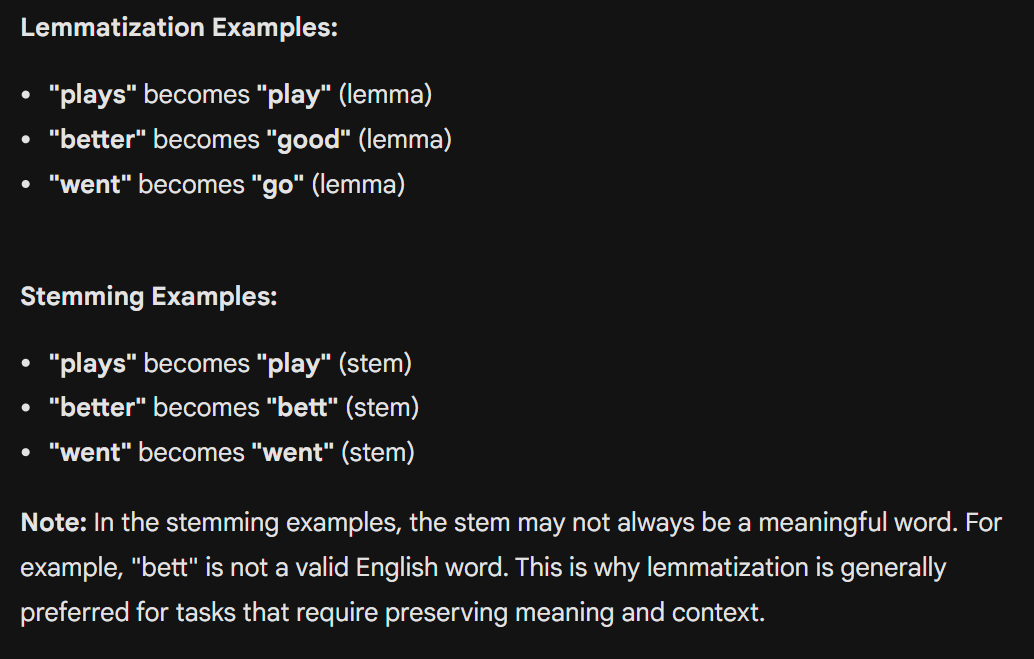 Lemmatization Examples:
• "plays" becomes "play" (lemma)
• "better" becomes "good" (lemma)
• "went" becomes "go" (lemma)
Stemming Examples:
• "plays" becomes "play" (stem)
• "better" becomes "bett" (stem)
• "went" becomes "went" (stem)
Note: In the stemming examples, the stem may not always be a meaningful word. For
example, "bett" is not a valid English word. This is why lemmatization is generally
preferred for tasks that require preserving meaning and context.